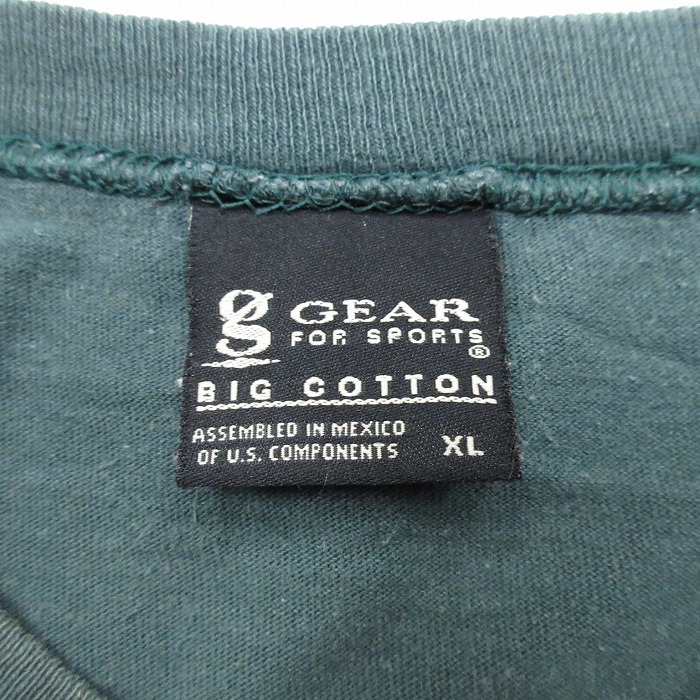 g GEAR
FOR SPORTS®
BIG COTTON
ASSEMBLED IN MEXICO
OF U.S. COMPONENTS XL